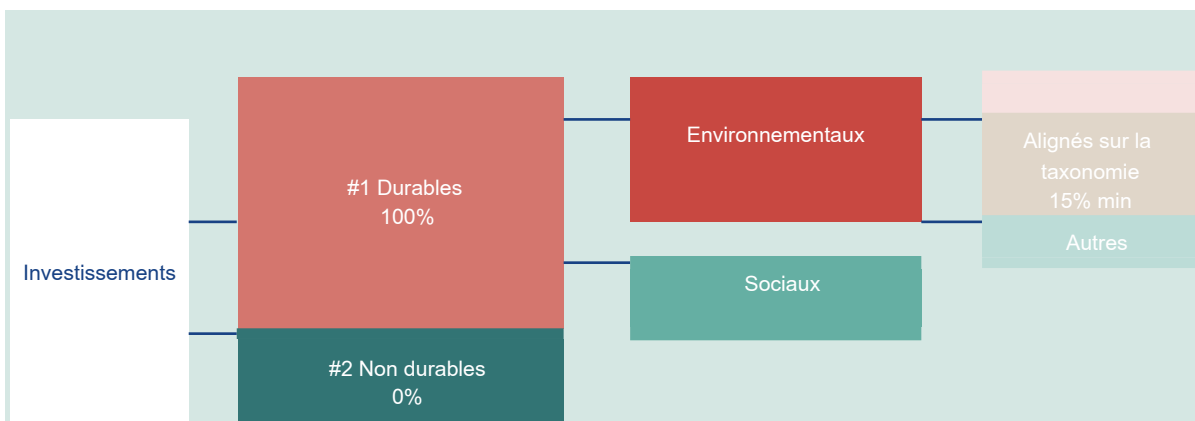 Investissements
#1 Durables
100%
#2 Non durables
0%
Environnementaux
Sociaux
Alignés sur la
taxonomie
15% min
Autres